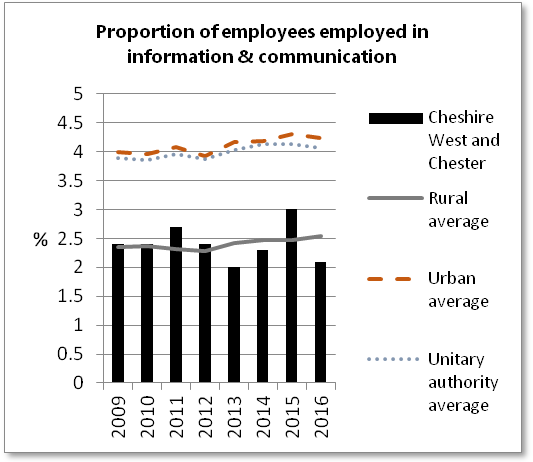 Proportion of employees employed in
information & communication
5
4.5
4
3.5
3
2.5
2
1.5
1
0.5
0
%
2009
2010
2011
2012
2013
2014
2015
2016
Cheshire
West and
Chester
Rural
average
Urban
average
Unitary
authority
average